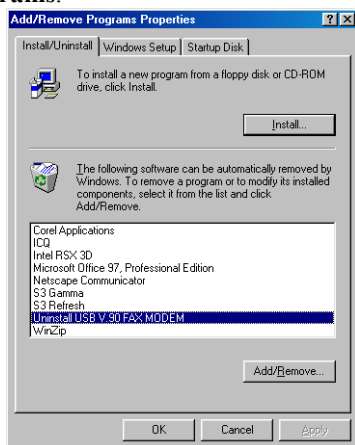 rams.
Add/Remove Programs Properties
Install/Uninstall Windows Setup Startup Disk
To install a new program from a floppy disk or CD-ROM
drive, click Install.
Install...
The following software can be automatically removed by
Windows. To remove a program or to modify its installed
components, select it from the list and click
Add/Remove.
Corel Applications
ICQ
Intel RSX 3D
Microsoft Office 97, Professional Edition
Netscape Communicator
S3 Gamma
S3 Refresh
Uninstall USB V.90 FAX MODEM
WinZip
Add/Remove...
OK Cancel Apply